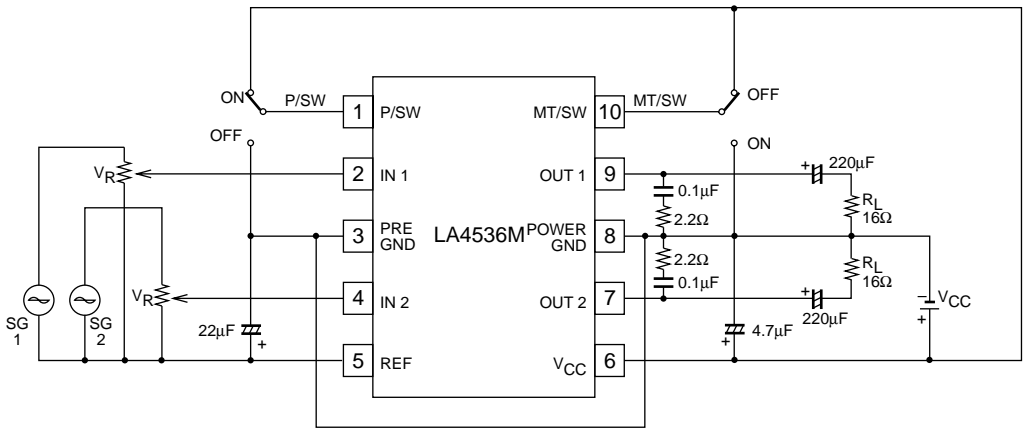 ON
P/SW
1
P/SW
MT/SW
10
MT/SW
OFF
OFF
ON
VR
2
IN 1
OUT 1
9
+
220μF
0.1μF
2.2Ω
RL
16Ω
3
PRE
GND
LA4536M
POWER
GND
8
2.2Ω
0.1μF
RL
16Ω
SG
1
SG
2
VR
4
IN 2
OUT 2
7
+
220μF
−
+
VCC
22μF
+
4.7μF
+
5
REF
VCC
6